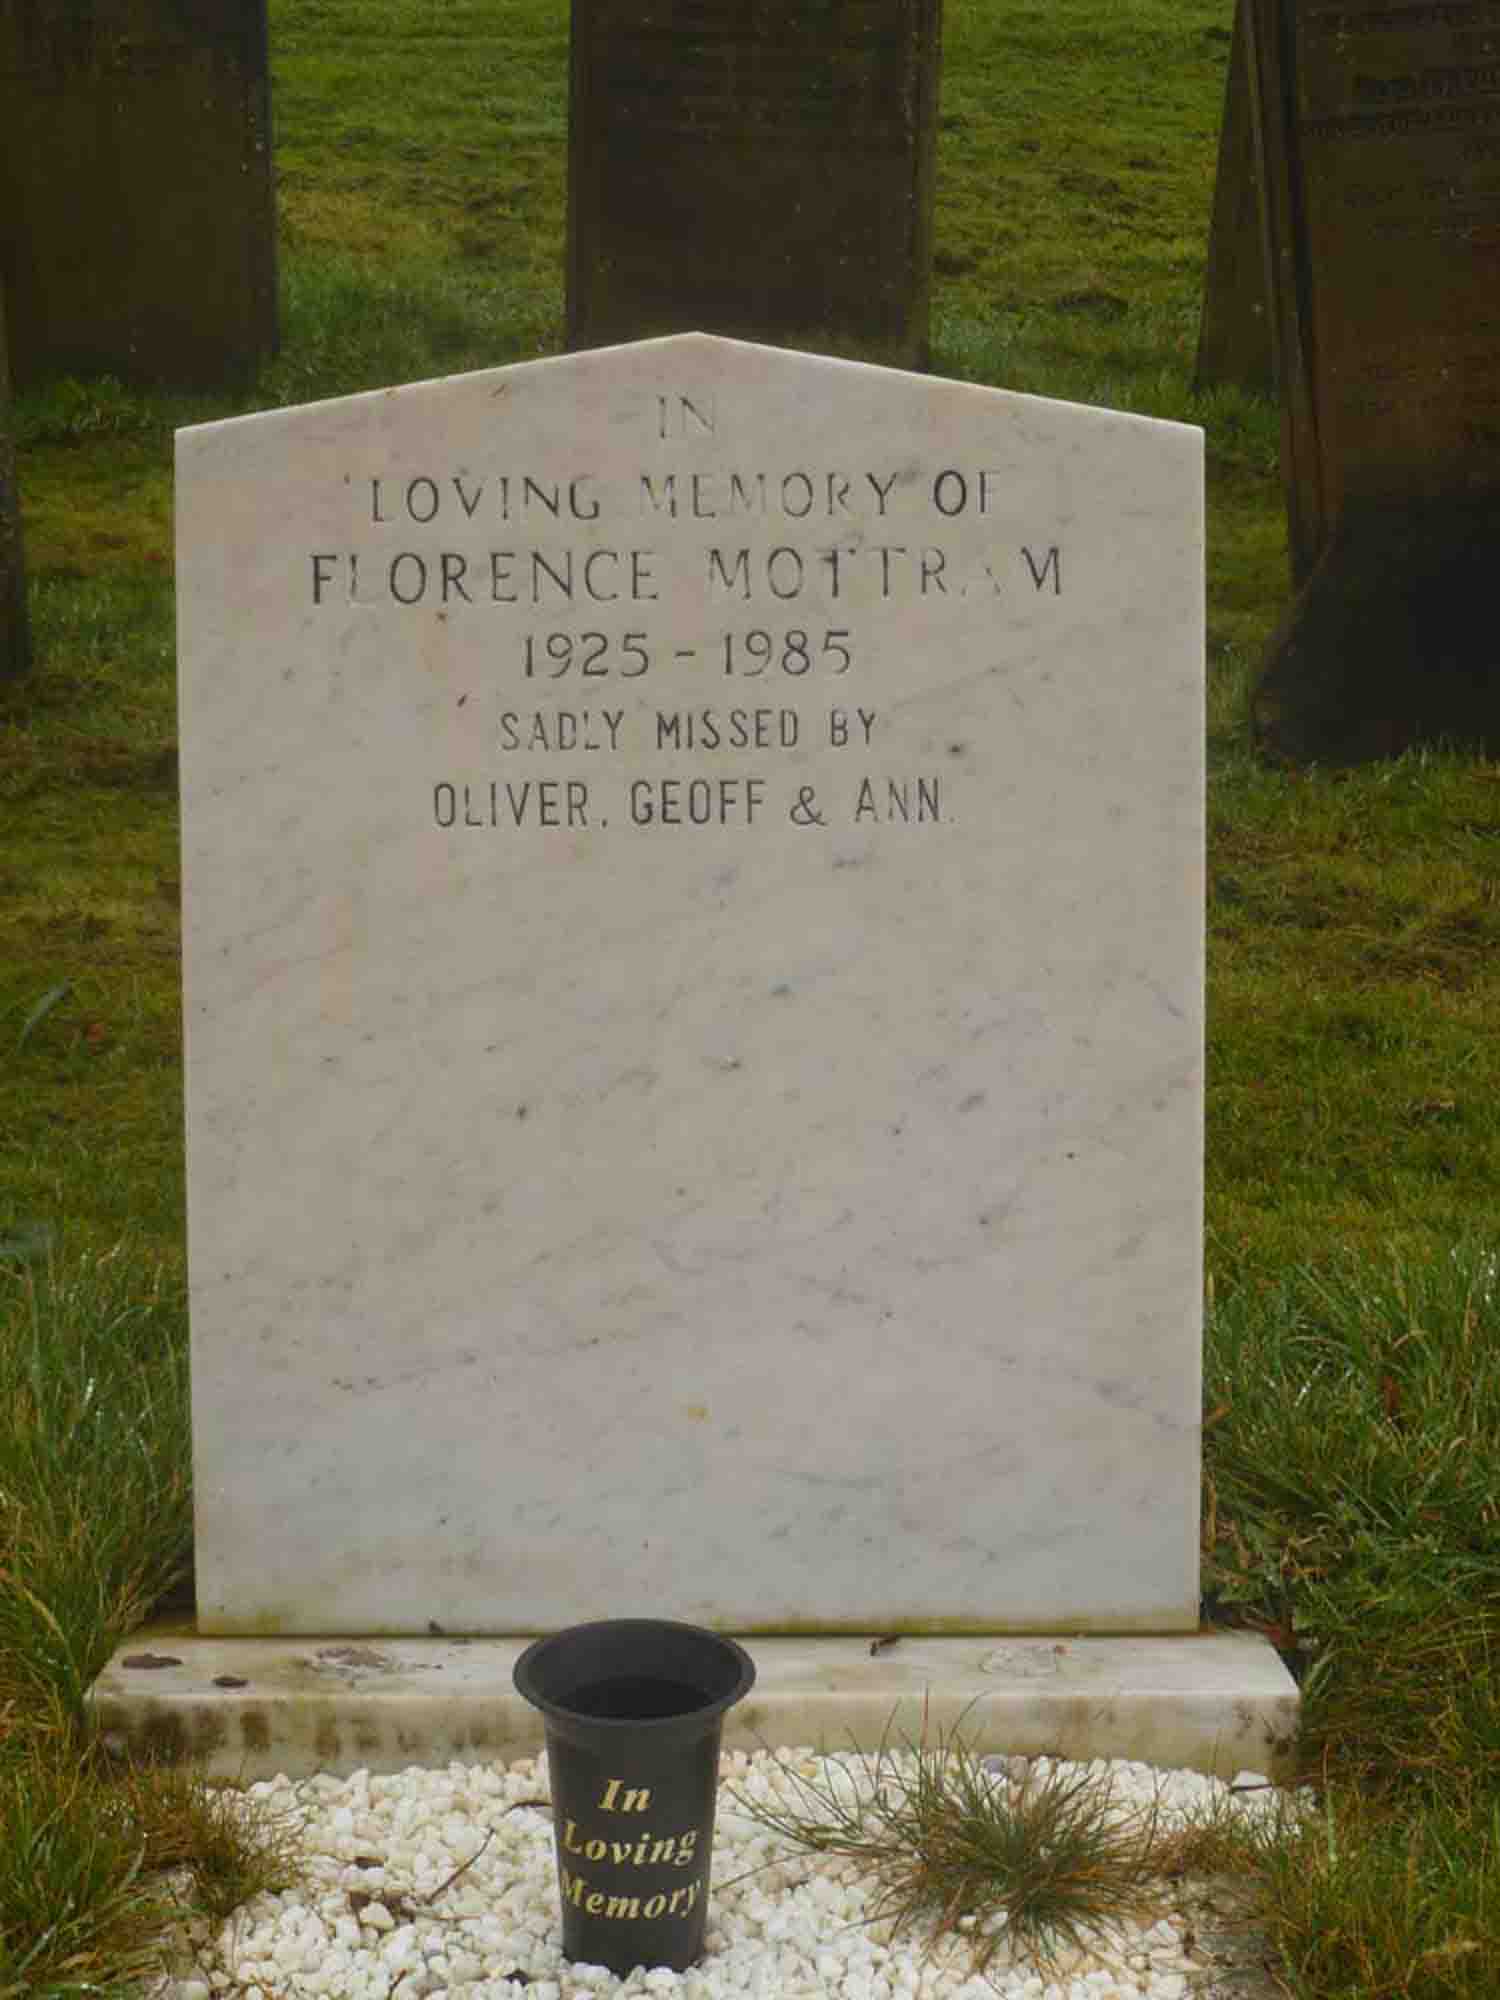 IN
LOVING MEMORY OF
FLORENCE MOTTRAM
1925 - 1985
SADLY MISSED BY
OLIVER, GEOFF & ANN.
In
Loving
Memory